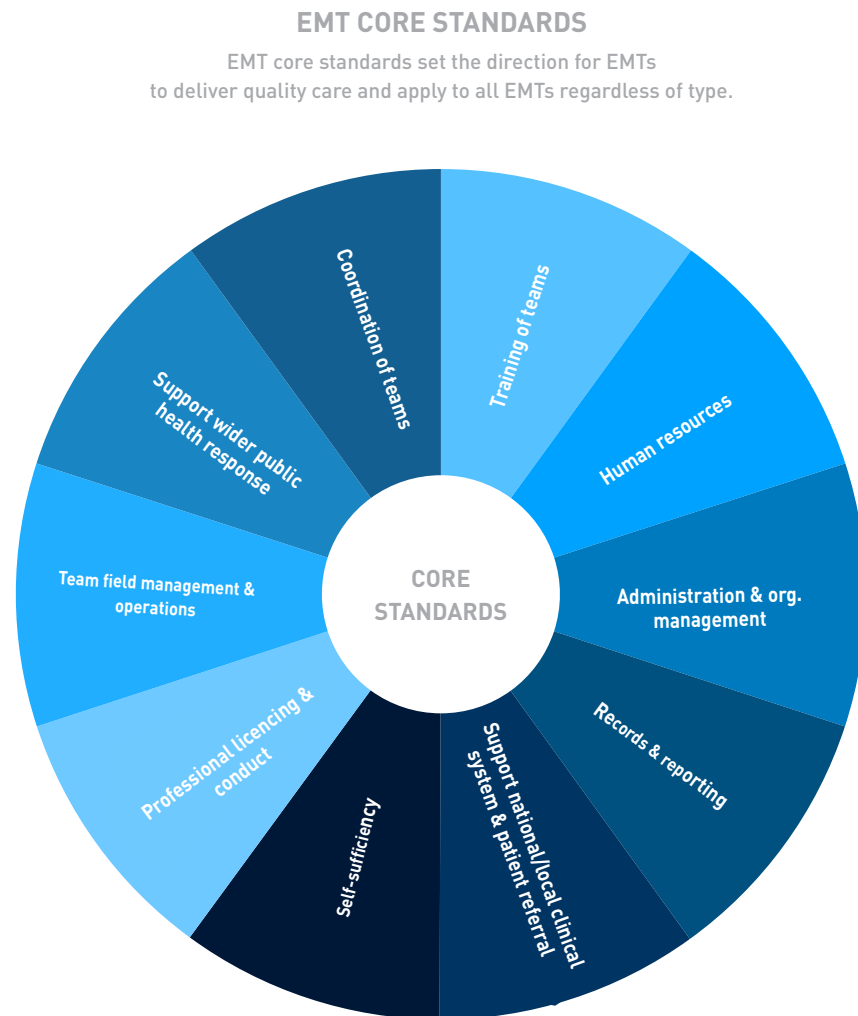 EMT CORE STANDARDS
EMT core standards set the direction for EMTs
to deliver quality care and apply to all EMTs regardless of type.
Training of teams
Human resources
Administration & org.
management
Records & reporting
Support national/local clinical
system & patient referral
Self-sufficiency
Professional licencing &
conduct
Team field management &
operations
Support wider public
health response
Coordination of teams
CORE
STANDARDS